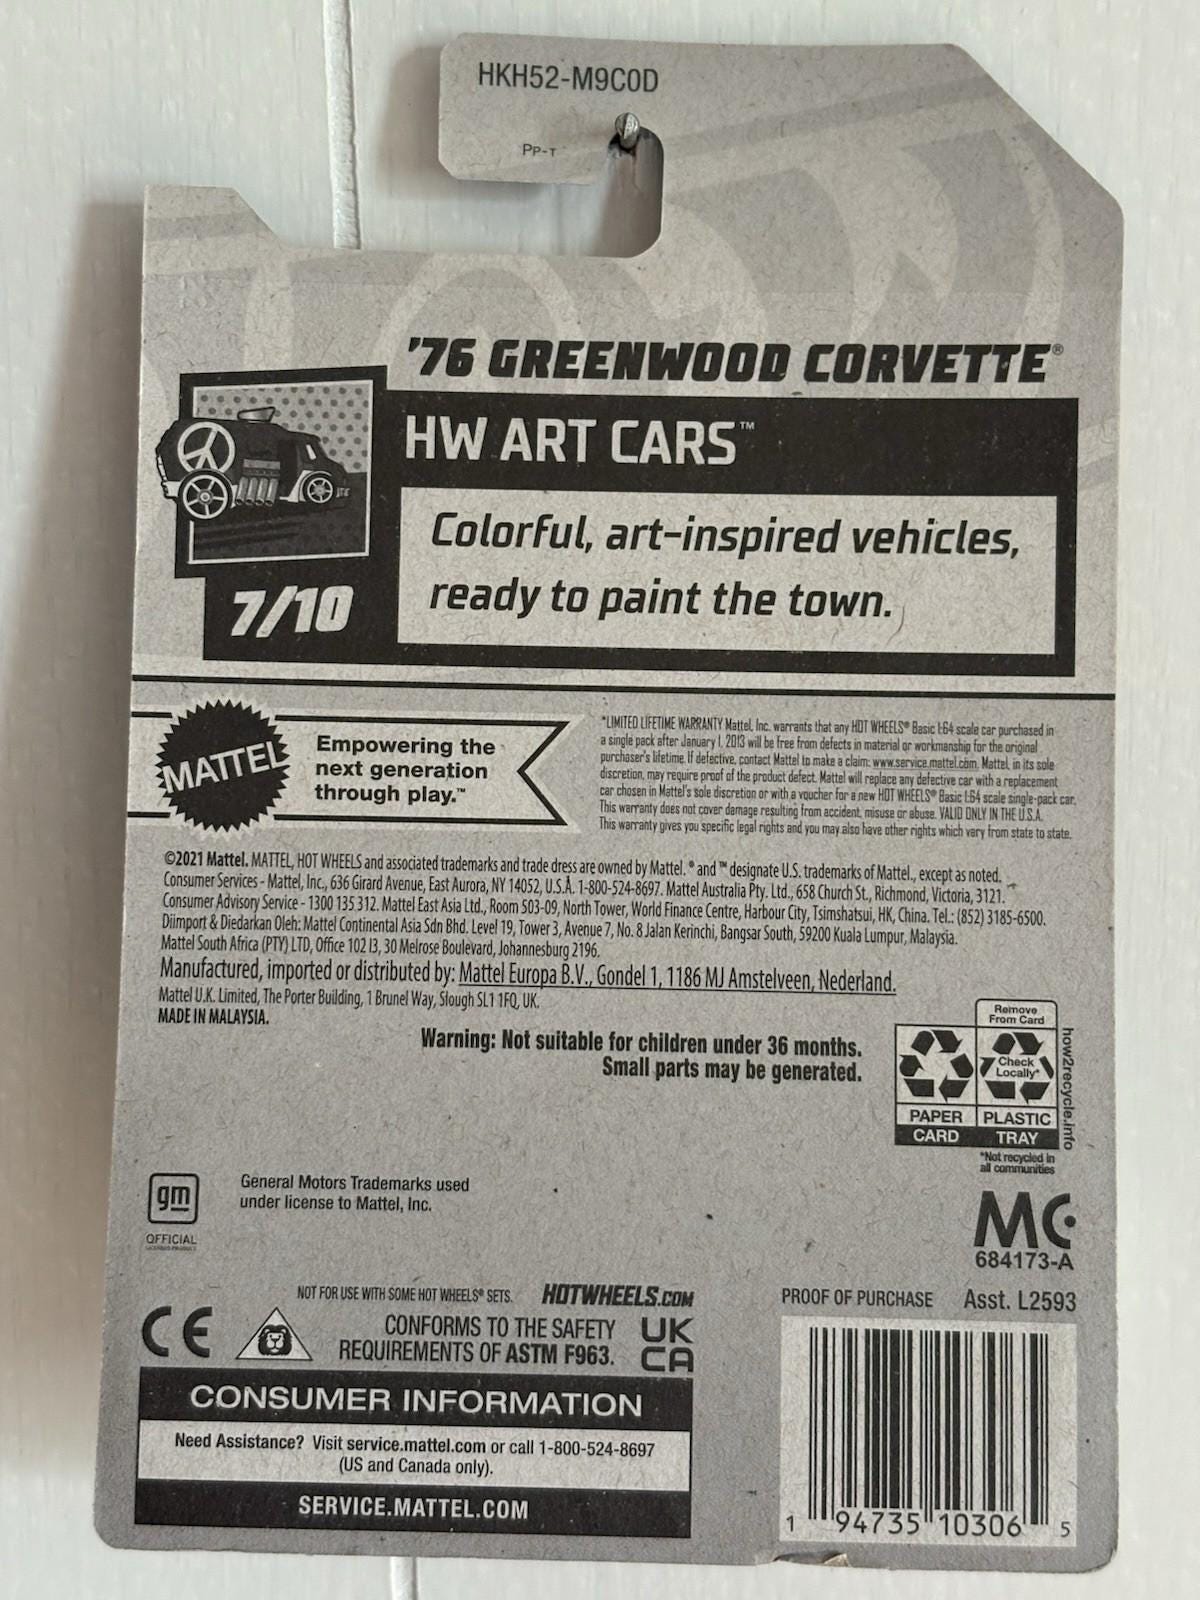 HKH52-M9C0D
PP-T
'76 GREENWOOD CORVETTE®
HW ART CARS™
Colorful, art-inspired vehicles,
ready to paint the town.
7/10
MATTEL
Empowering the
next generation
through play.™
*LIMITED LIFETIME WARRANTY Mattel, Inc. warrants that any HOT WHEELS® Basic 1:64 scale car purchased in
a single pack after January 1, 2013 will be free from defects in material or workmanship for the original
purchaser's lifetime. If defective, contact Mattel to make a claim: www.service.mattel.com. Mattel, in its sole
discretion, may require proof of the product defect. Mattel will replace any defective car with a replacement
car chosen in Mattel's sole discretion or with a voucher for a new HOT WHEELS® Basic 1:64 scale single-pack car.
This warranty does not cover damage resulting from accident, misuse or abuse. VALID ONLY IN THE U.S.A.
This warranty gives you specific legal rights and you may also have other rights which vary from state to state.
©2021 Mattel. MATTEL, HOT WHEELS and associated trademarks and trade dress are owned by Mattel. ® and ™ designate U.S. trademarks of Mattel., except as noted.
Consumer Services - Mattel, Inc., 636 Girard Avenue, East Aurora, NY 14052, U.S.A. 1-800-524-8697. Mattel Australia Pty. Ltd., 658 Church St., Richmond, Victoria, 3121.
Consumer Advisory Service - 1300 135 312. Mattel East Asia Ltd., Room 503-09, North Tower, World Finance Centre, Harbour City, Tsimshatsui, HK, China. Tel.: (852) 3185-6500.
Diimport & Diedarkan Oleh: Mattel Continental Asia Sdn Bhd. Level 19, Tower 3, Avenue 7, No. 8 Jalan Kerinchi, Bangsar South, 59200 Kuala Lumpur, Malaysia.
Mattel South Africa (PTY) LTD, Office 102 I3, 30 Melrose Boulevard, Johannesburg 2196.
Manufactured, imported or distributed by: Mattel Europa B.V., Gondel 1, 1186 MJ Amstelveen, Nederland.
Mattel U.K. Limited, The Porter Building, 1 Brunel Way, Slough SL1 1FQ, UK.
MADE IN MALAYSIA.
Warning: Not suitable for children under 36 months.
Small parts may be generated.
Remove
From Card
Check
Locally*
PAPER PLASTIC
CARD TRAY
how2recycle.info
*Not recycled in
all communities
gm
OFFICIAL
LICENSED PRODUCT
General Motors Trademarks used
under license to Mattel, Inc.
MC
684173-A
NOT FOR USE WITH SOME HOT WHEELS® SETS. HOTWHEELS.COM
CE
CONFORMS TO THE SAFETY
REQUIREMENTS OF ASTM F963.
UK
CA
PROOF OF PURCHASE Asst. L2593
CONSUMER INFORMATION
Need Assistance? Visit service.mattel.com or call 1-800-524-8697
(US and Canada only).
SERVICE.MATTEL.COM
1 94735 10306 5